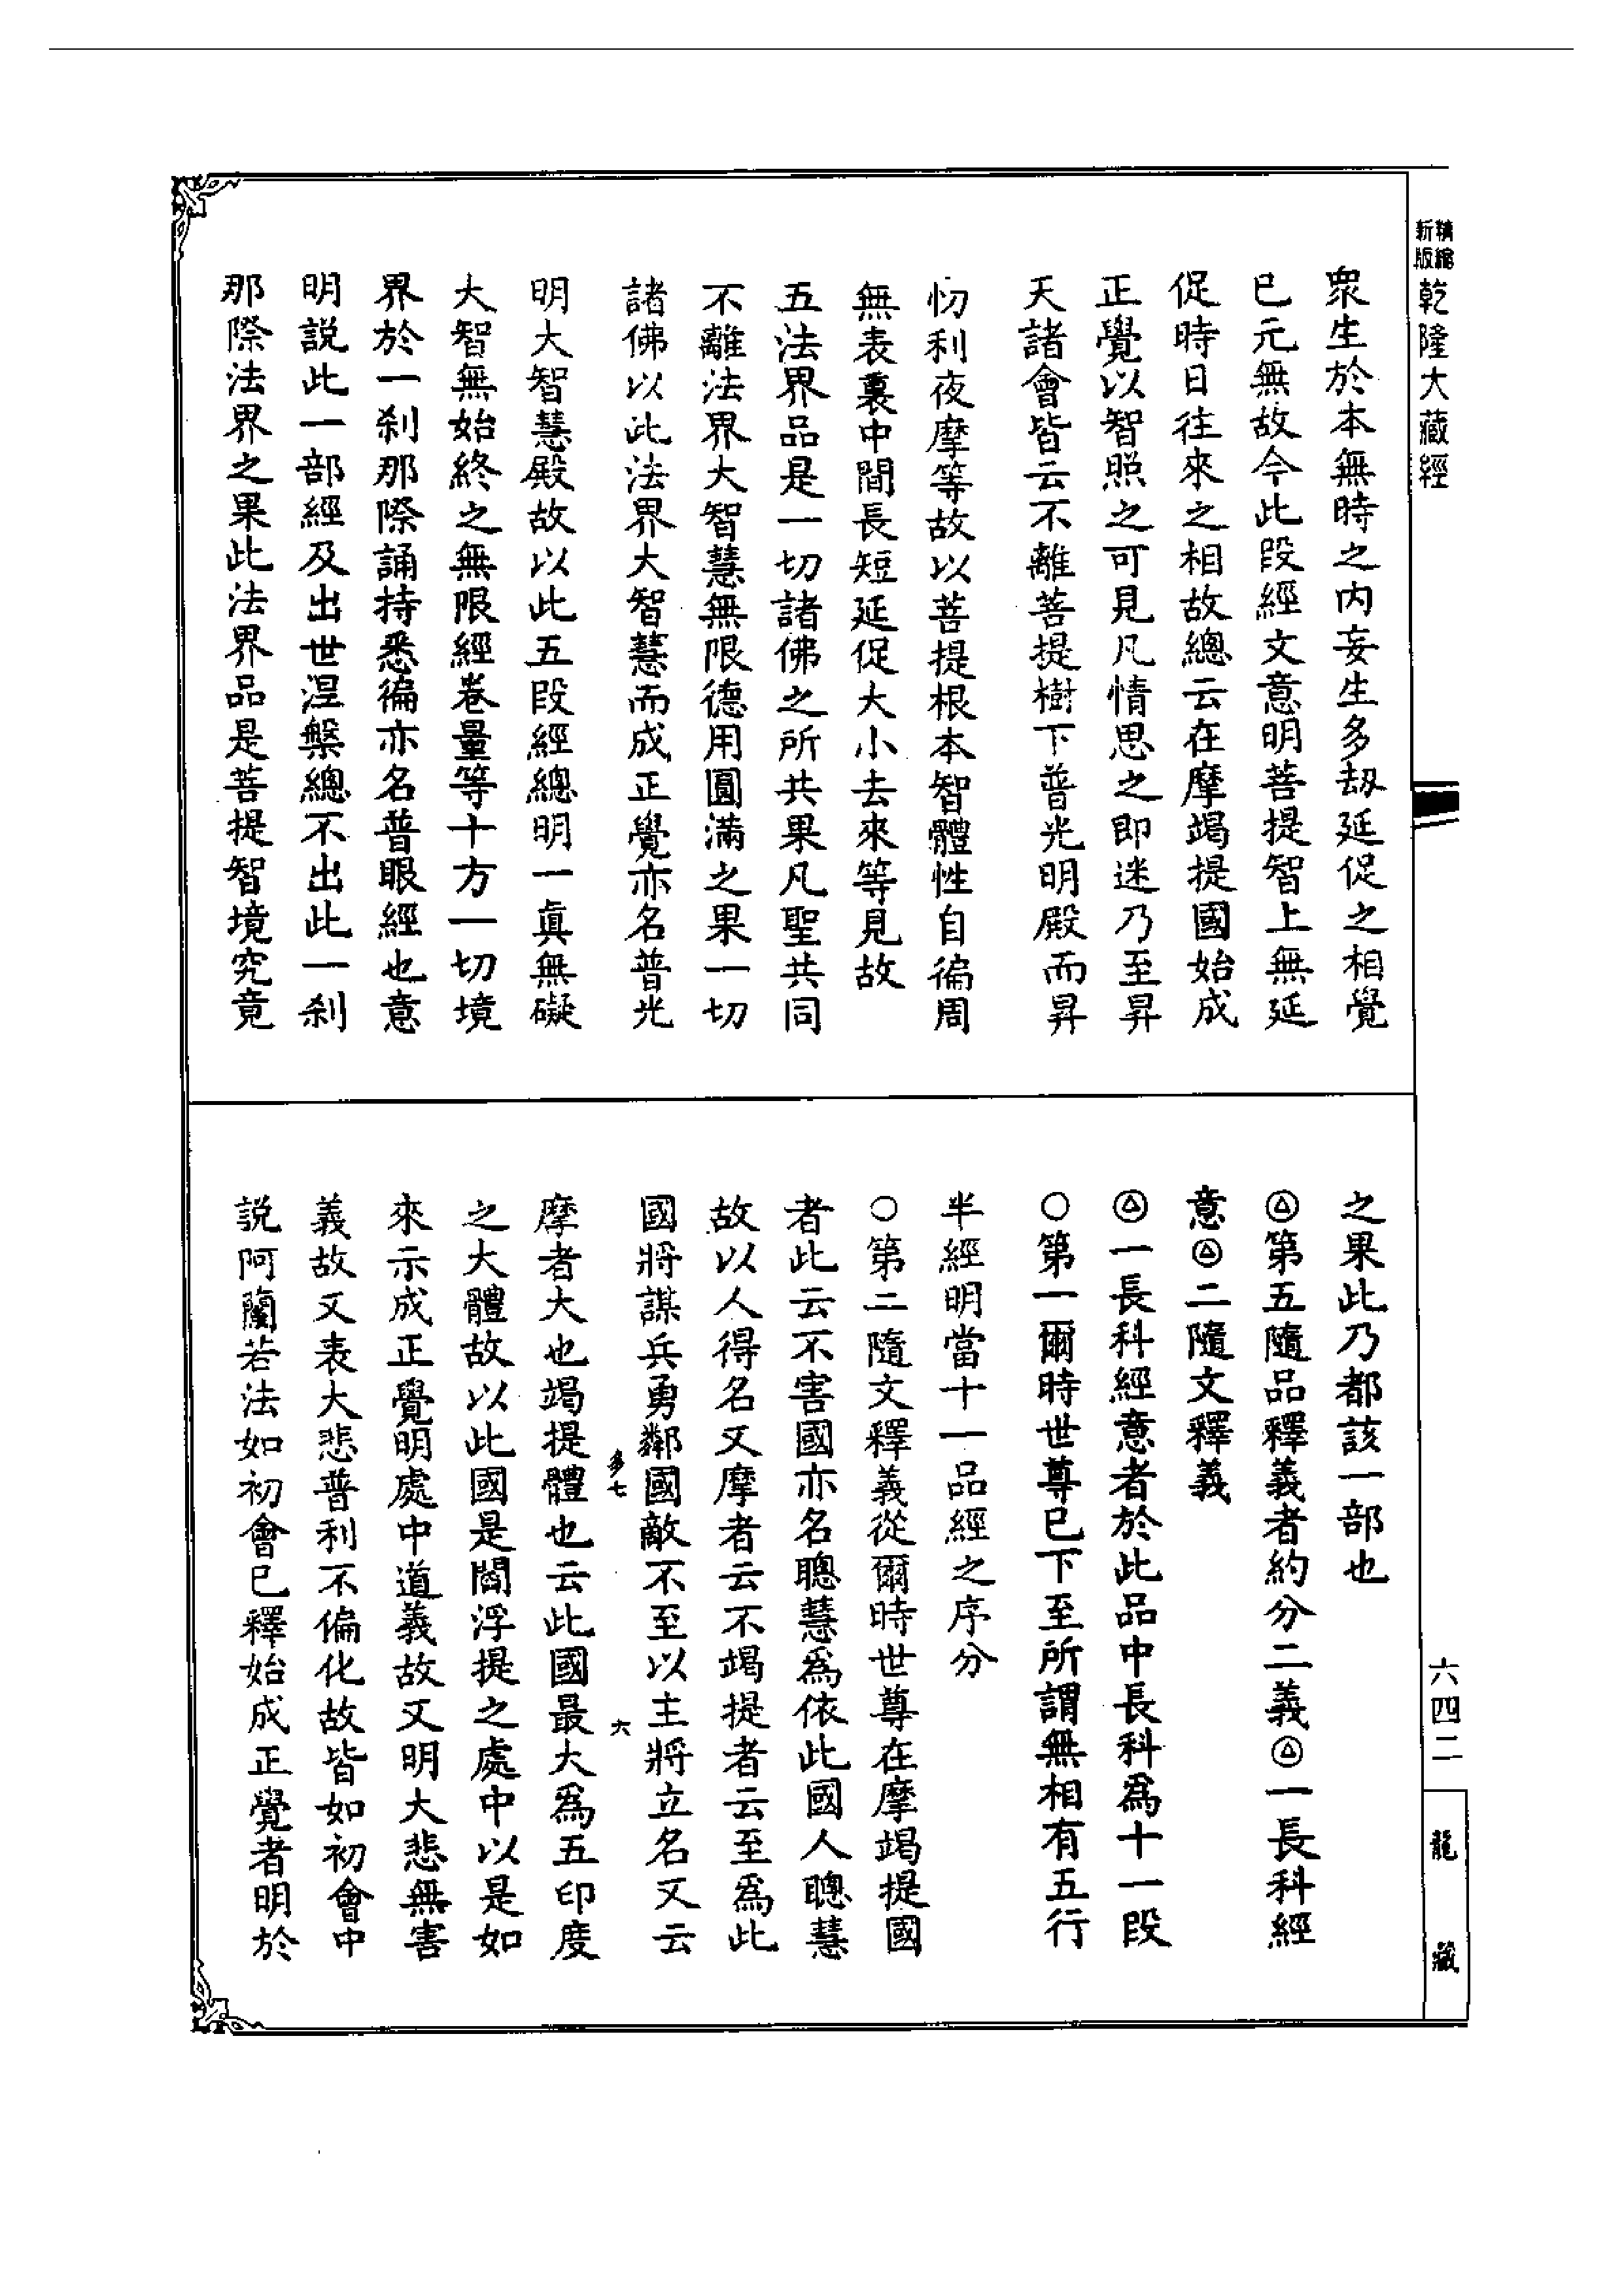 精縮
新版
乾隆大藏經
衆生於本無時之内妄生多劫延促之相覺
已元無故今此段經文意明菩提智上無延
促時日往來之相故總云在摩竭提國始成
正覺以智照之可見凡情思之即迷乃至昇
天諸會皆云不離菩提樹下普光明殿而昇
忉利夜摩等故以菩提根本智體性自徧周
無表裏中間長短延促大小去來等見故
五法界品是一切諸佛之所共果凡聖共同
不離法界大智慧無限德用圓滿之果一切
諸佛以此法界大智慧而成正覺亦名普光
明大智慧殿故以此五段經總明一眞無礙
大智無始終之無限經卷量等十方一切境
界於一刹那際誦持悉徧亦名普眼經也意
明説此一部經及出世涅槃總不出此一刹
那際法界之果此法界品是菩提智境究竟
之果此乃都該一部也
第五隨品釋義者約分二義一長科經
意二隨文釋義
一長科經意者於此品中長科爲十一段
○第一爾時世尊已下至所謂無相有五行
半經明當十一品經之序分
○第二隨文釋義從爾時世尊在摩竭提國
者此云不害國亦名聰慧爲依此國人聰慧
故以人得名又摩者云不竭提者云至爲此
國將謀兵勇鄰國敵不至以主將立名又云
多七
六
摩者大也竭提體也云此國最大爲五印度
之大體故以此國是閻浮提之處中以是如
來示成正覺明處中道義故又明大悲無害
義故又表大悲普利不偏化故皆如初會中
説阿蘭若法如初會已釋始成正覺者明於
六四二
龍
藏